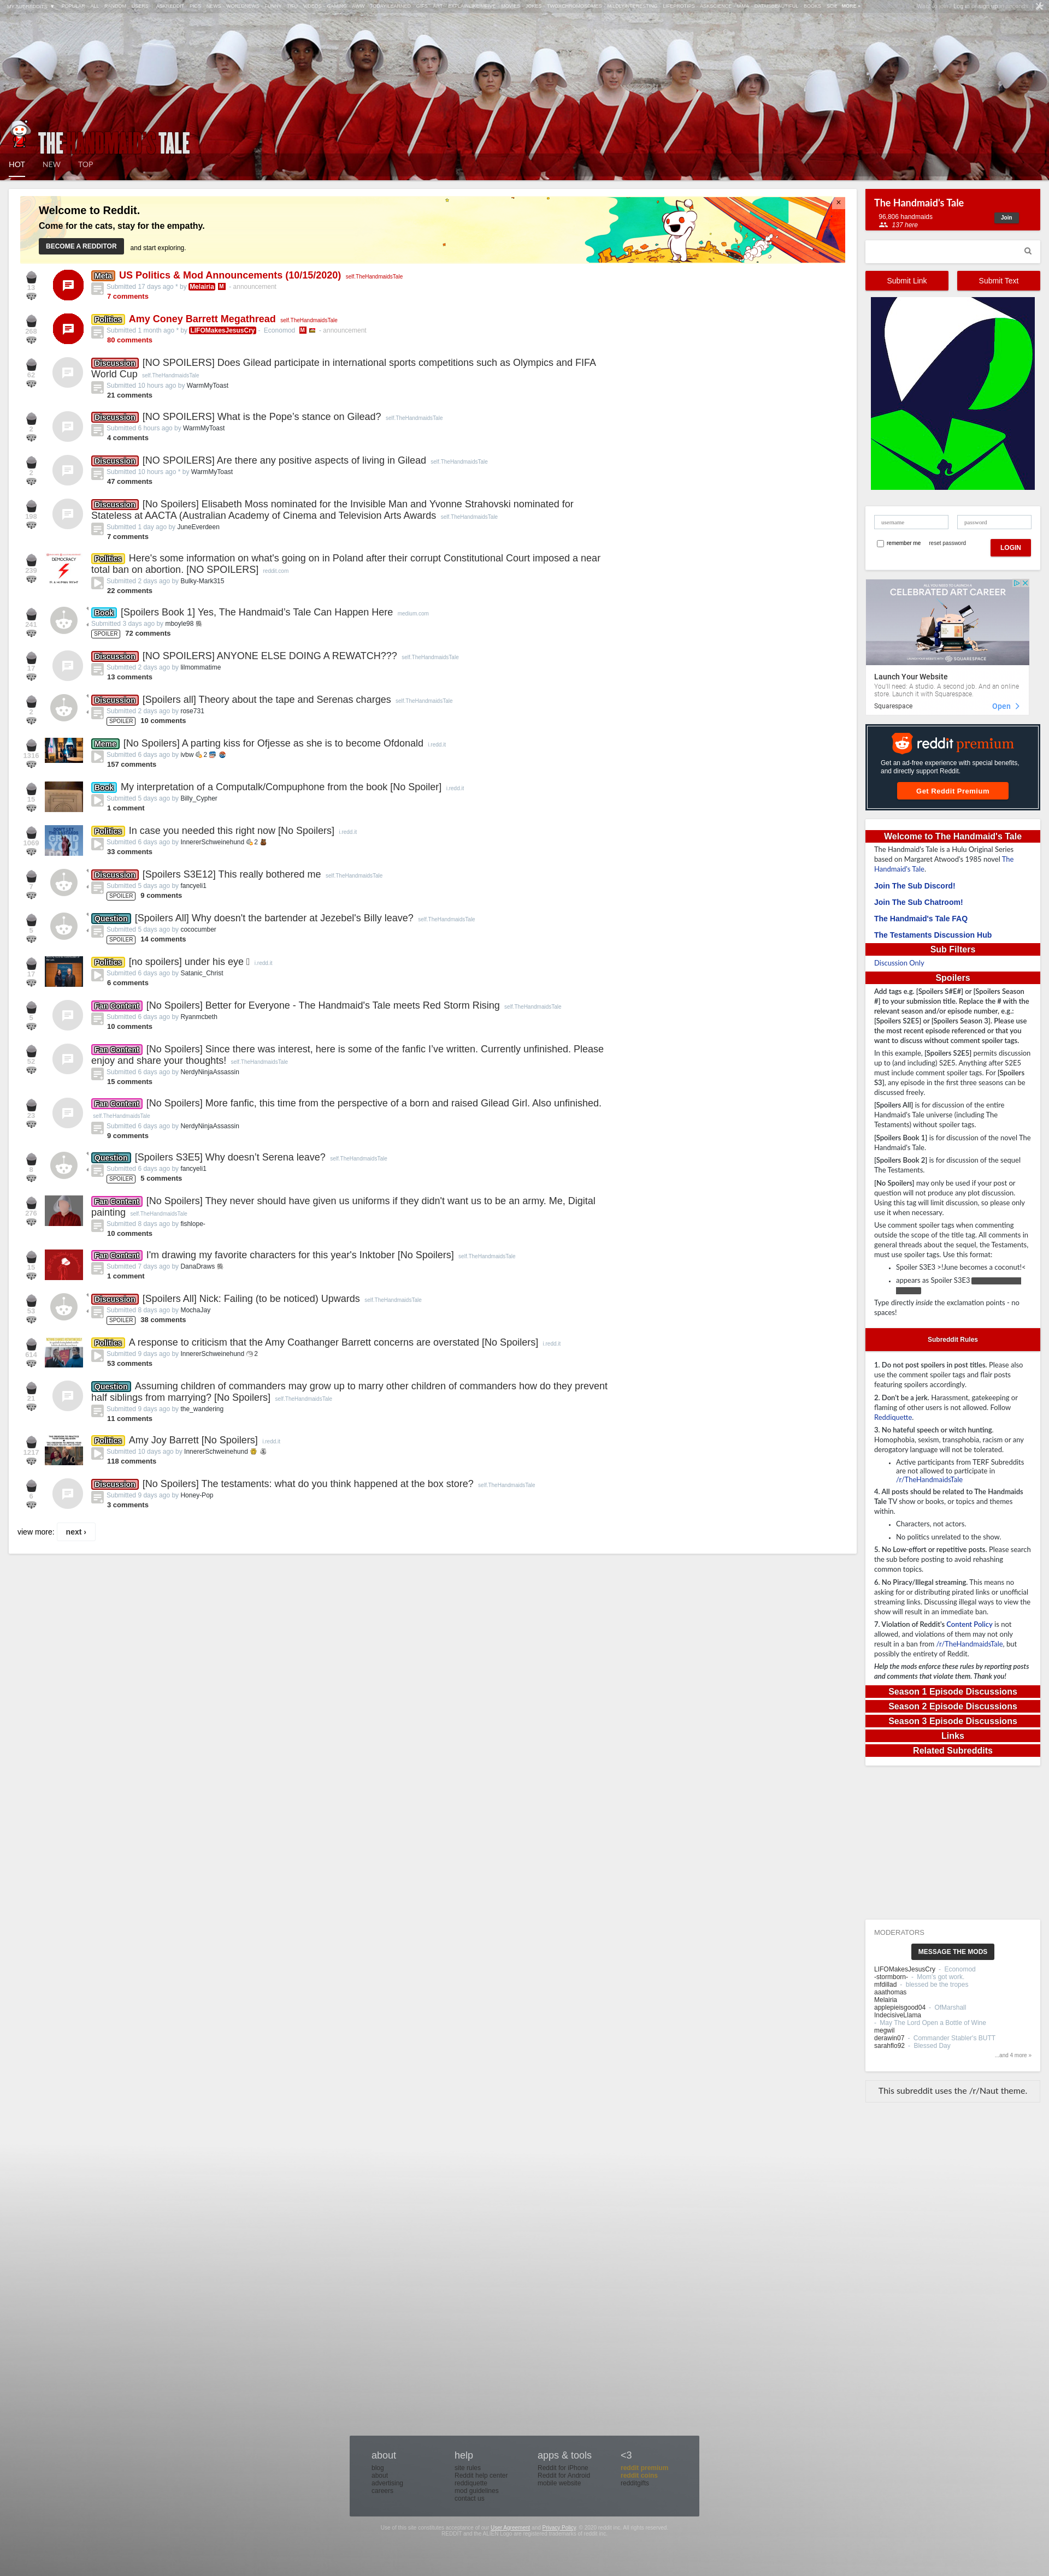 MY SUBREDDITS
POPULAR - ALL - RANDOM - USERS
MORE »
THE HANDMAID'S TALE
HOT NEW TOP
Welcome to Reddit.
Come for the cats, stay for the empathy.
BECOME A REDDITOR and start exploring.
13
Meta US Politics & Mod Announcements (10/15/2020) self.TheHandmaidsTale
Submitted 17 days ago * by Melairia M - announcement
7 comments
268
Politics Amy Coney Barrett Megathread self.TheHandmaidsTale
Submitted 1 month ago * by LIFOMakesJesusCry - Economod M - announcement
80 comments
62
Discussion [NO SPOILERS] Does Gilead participate in international sports competitions such as Olympics and FIFA
World Cup self.TheHandmaidsTale
Submitted 10 hours ago by WarmMyToast
21 comments
2
Discussion [NO SPOILERS] What is the Pope's stance on Gilead? self.TheHandmaidsTale
Submitted 6 hours ago by WarmMyToast
4 comments
2
Discussion [NO SPOILERS] Are there any positive aspects of living in Gilead self.TheHandmaidsTale
Submitted 10 hours ago * by WarmMyToast
47 comments
198
Discussion [No Spoilers] Elisabeth Moss nominated for the Invisible Man and Yvonne Strahovski nominated for
Stateless at AACTA (Australian Academy of Cinema and Television Arts Awards self.TheHandmaidsTale
Submitted 1 day ago by JuneEverdeen
7 comments
239
DEMOCRACY
Politics Here's some information on what's going on in Poland after their corrupt Constitutional Court imposed a near
total ban on abortion. [NO SPOILERS] reddit.com
Submitted 2 days ago by Bulky-Mark315
22 comments
241
Book [Spoilers Book 1] Yes, The Handmaid's Tale Can Happen Here medium.com
Submitted 3 days ago by mboyle98
SPOILER 72 comments
17
Discussion [NO SPOILERS] ANYONE ELSE DOING A REWATCH??? self.TheHandmaidsTale
Submitted 2 days ago by lilmommatime
13 comments
2
Discussion [Spoilers all] Theory about the tape and Serenas charges self.TheHandmaidsTale
Submitted 2 days ago by rose731
SPOILER 10 comments
1316
Meme [No Spoilers] A parting kiss for Ofjesse as she is to become Ofdonald i.redd.it
Submitted 6 days ago by ivbw 2
157 comments
15
Book My interpretation of a Computalk/Compuphone from the book [No Spoiler] i.redd.it
Submitted 5 days ago by Billy_Cypher
1 comment
1069
Politics In case you needed this right now [No Spoilers] i.redd.it
Submitted 6 days ago by InnererSchweinehund 2
33 comments
7
Discussion [Spoilers S3E12] This really bothered me self.TheHandmaidsTale
Submitted 5 days ago by fancyeli1
SPOILER 9 comments
5
Question [Spoilers All] Why doesn't the bartender at Jezebel's Billy leave? self.TheHandmaidsTale
Submitted 5 days ago by cococumber
SPOILER 14 comments
17
Politics [no spoilers] under his eye i.redd.it
Submitted 6 days ago by Satanic_Christ
6 comments
5
Fan Content [No Spoilers] Better for Everyone - The Handmaid's Tale meets Red Storm Rising self.TheHandmaidsTale
Submitted 6 days ago by Ryanmcbeth
10 comments
52
Fan Content [No Spoilers] Since there was interest, here is some of the fanfic I've written. Currently unfinished. Please
enjoy and share your thoughts! self.TheHandmaidsTale
Submitted 6 days ago by NerdyNinjaAssassin
15 comments
23
Fan Content [No Spoilers] More fanfic, this time from the perspective of a born and raised Gilead Girl. Also unfinished.
self.TheHandmaidsTale
Submitted 6 days ago by NerdyNinjaAssassin
9 comments
Question [Spoilers S3E5] Why doesn't Serena leave? self.TheHandmaidsTale
Submitted 6 days ago by fancyeli1
SPOILER 5 comments
276
Fan Content [No Spoilers] They never should have given us uniforms if they didn't want us to be an army. Me, Digital
painting self.TheHandmaidsTale
Submitted 8 days ago by fishlope-
10 comments
15
Fan Content I'm drawing my favorite characters for this year's Inktober [No Spoilers] self.TheHandmaidsTale
Submitted 7 days ago by DanaDraws
1 comment
53
Discussion [Spoilers All] Nick: Failing (to be noticed) Upwards self.TheHandmaidsTale
Submitted 8 days ago by MochaJay
SPOILER 38 comments
614
Politics A response to criticism that the Amy Coathanger Barrett concerns are overstated [No Spoilers] i.redd.it
Submitted 9 days ago by InnererSchweinehund 2
53 comments
21
Question Assuming children of commanders may grow up to marry other children of commanders how do they prevent
half siblings from marrying? [No Spoilers] self.TheHandmaidsTale
Submitted 9 days ago by the_wandering
11 comments
1217
Politics Amy Joy Barrett [No Spoilers] i.redd.it
Submitted 10 days ago by InnererSchweinehund
118 comments
6
Discussion [No Spoilers] The testaments: what do you think happened at the box store? self.TheHandmaidsTale
Submitted 9 days ago by Honey-Pop
3 comments
view more: next ›
The Handmaid's Tale
96,806 handmaids
137 here
Join
Submit Link Submit Text
username password
remember me reset password LOGIN
CELEBRATED ART CAREER
SQUARESPACE
Launch Your Website
You'll need: A studio. A second job. And an online
store. Launch it with Squarespace.
Squarespace Open
reddit premium
Get an ad-free experience with special benefits,
and directly support Reddit.
Get Reddit Premium
Welcome to The Handmaid's Tale
The Handmaid's Tale is a Hulu Original Series
based on Margaret Atwood's 1985 novel The
Handmaid's Tale.
Join The Sub Discord!
Join The Sub Chatroom!
The Handmaid's Tale FAQ
The Testaments Discussion Hub
Sub Filters
Discussion Only
Spoilers
Add tags e.g. [Spoilers S#E#] or [Spoilers Season
#] to your submission title. Replace the # with the
relevant season and/or episode number, e.g.:
[Spoilers S2E5] or [Spoilers Season 3]. Please use
the most recent episode referenced or that you
want to discuss without comment spoiler tags.
In this example, [Spoilers S2E5] permits discussion
up to (and including) S2E5. Anything after S2E5
must include comment spoiler tags. For [Spoilers
S3], any episode in the first three seasons can be
discussed freely.
[Spoilers All] is for discussion of the entire
Handmaid's Tale universe (including The
Testaments) without spoiler tags.
[Spoilers Book 1] is for discussion of the novel The
Handmaid's Tale.
[Spoilers Book 2] is for discussion of the sequel
The Testaments.
[No Spoilers] may only be used if your post or
question will not produce any plot discussion.
Using this tag will limit discussion, so please only
use it when necessary.
Use comment spoiler tags when commenting
outside the scope of the title tag. All comments in
general threads about the sequel, the Testaments,
must use spoiler tags. Use this format:
• Spoiler S3E3 >!June becomes a coconut!<
• appears as Spoiler S3E3
Type directly inside the exclamation points - no
spaces!
Subreddit Rules
1. Do not post spoilers in post titles. Please also
use the comment spoiler tags and flair posts
featuring spoilers accordingly.
2. Don't be a jerk. Harassment, gatekeeping or
flaming of other users is not allowed. Follow
Reddiquette.
3. No hateful speech or witch hunting.
Homophobia, sexism, transphobia, racism or any
derogatory language will not be tolerated.
• Active participants from TERF Subreddits
are not allowed to participate in
/r/TheHandmaidsTale
4. All posts should be related to The Handmaids
Tale TV show or books, or topics and themes
within.
• Characters, not actors.
• No politics unrelated to the show.
5. No Low-effort or repetitive posts. Please search
the sub before posting to avoid rehashing
common topics.
6. No Piracy/Illegal streaming. This means no
asking for or distributing pirated links or unofficial
streaming links. Discussing illegal ways to view the
show will result in an immediate ban.
7. Violation of Reddit's Content Policy is not
allowed, and violations of them may not only
result in a ban from /r/TheHandmaidsTale, but
possibly the entirety of Reddit.
Help the mods enforce these rules by reporting posts
and comments that violate them. Thank you!
Season 1 Episode Discussions
Season 2 Episode Discussions
Season 3 Episode Discussions
Links
Related Subreddits
MODERATORS
MESSAGE THE MODS
LIFOMakesJesusCry - Economod
-stormborn- - Mom's got work.
mfdillad - blessed be the tropes
aaathomas
Melairia
applepieisgood04 - OfMarshall
IndecisiveLlama
- May The Lord Open a Bottle of Wine
megwil
derawin07 - Commander Stabler's BUTT
sarahflo92 - Blessed Day
...and 4 more »
This subreddit uses the /r/Naut theme.
about
blog
about
advertising
careers
help
site rules
Reddit help center
reddiquette
mod guidelines
contact us
apps & tools
Reddit for iPhone
Reddit for Android
mobile website
<3
reddit premium
reddit coins
redditgifts
Use of this site constitutes acceptance of our User Agreement and Privacy Policy. © 2020 reddit inc. All rights reserved.
REDDIT and the ALIEN Logo are registered trademarks of reddit inc.